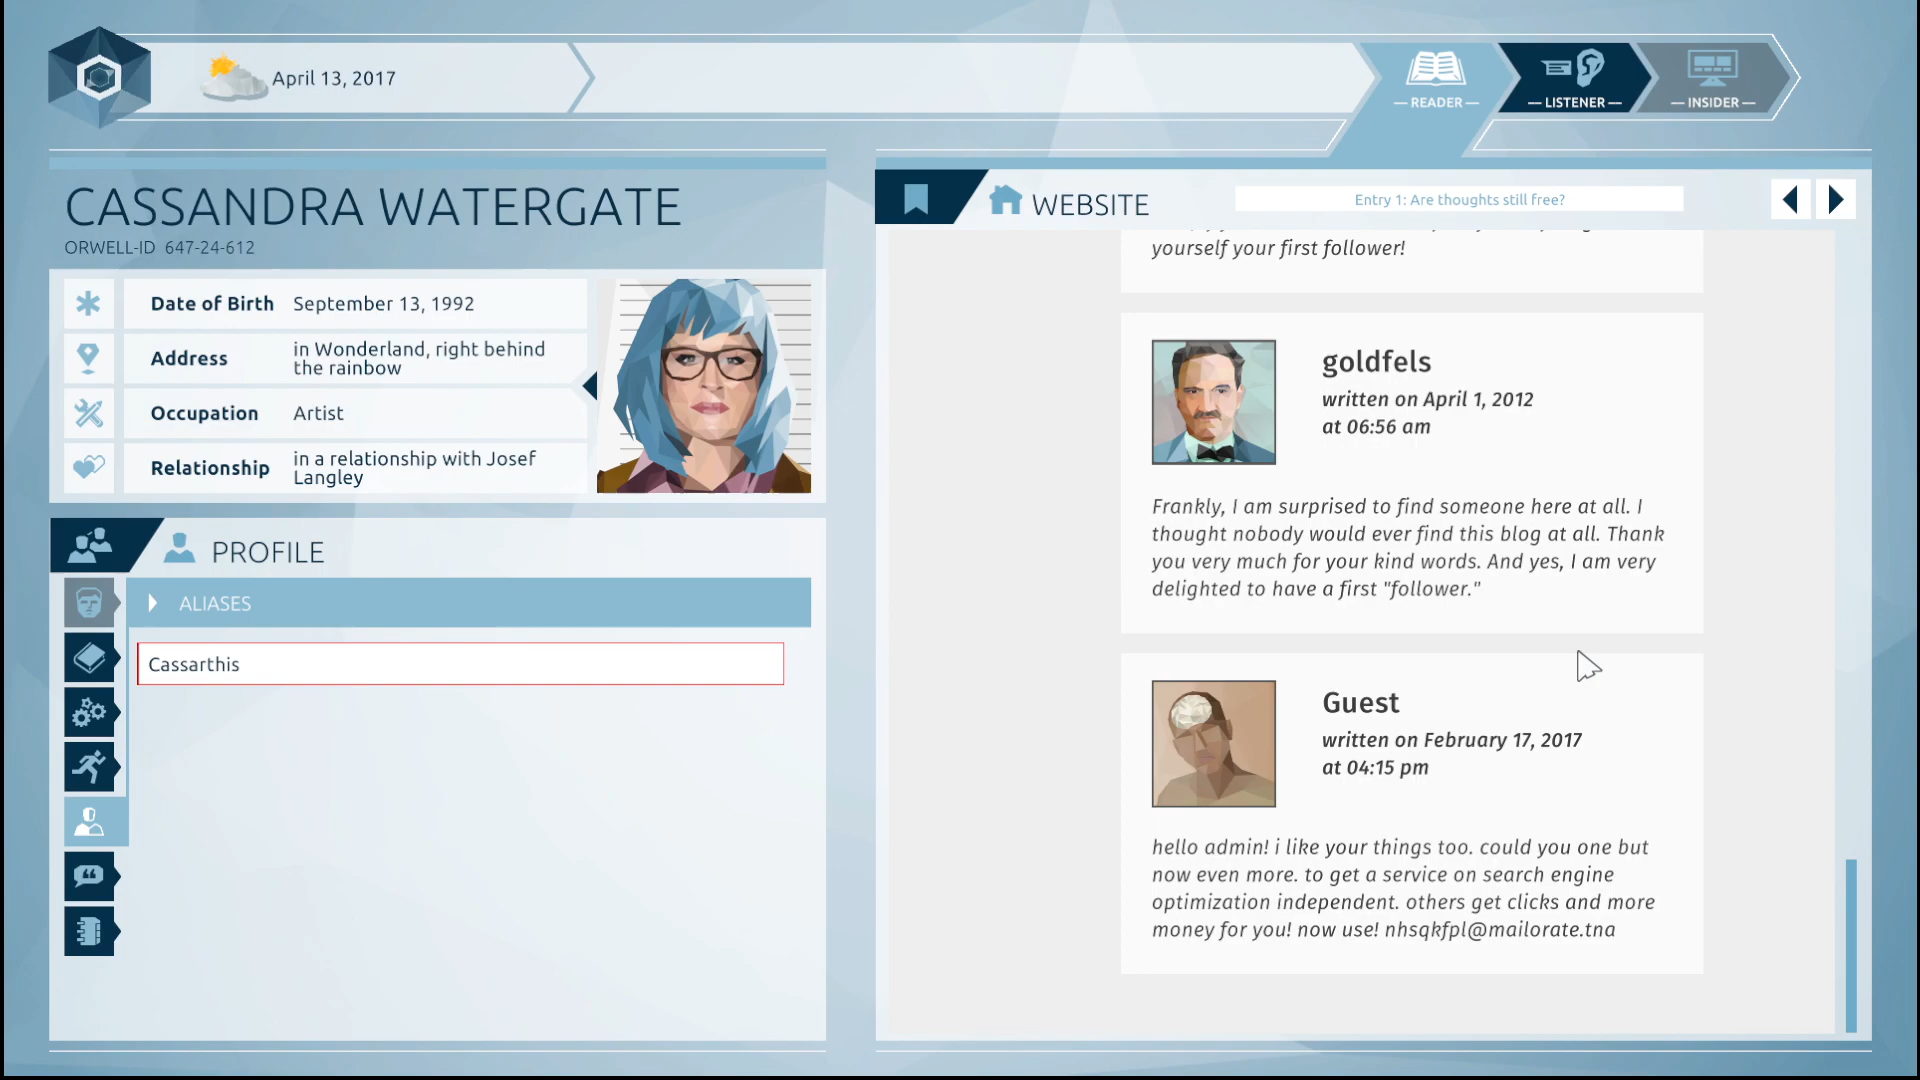 April 13, 2017
READER
LISTENER
INSIDER
CASSANDRA WATERGATE
ORWELL-ID 647-24-612
Date of Birth September 13, 1992
Address in Wonderland, right behind
the rainbow
Occupation Artist
Relationship in a relationship with Josef
Langley
PROFILE
ALIASES
Cassarthis
WEBSITE
Entry 1: Are thoughts still free?
yourself your first follower!
goldfels
written on April 1, 2012
at 06:56 am
Frankly, I am surprised to find someone here at all. I
thought nobody would ever find this blog at all. Thank
you very much for your kind words. And yes, I am very
delighted to have a first "follower."
Guest
written on February 17, 2017
at 04:15 pm
hello admin! i like your things too. could you one but
now even more. to get a service on search engine
optimization independent. others get clicks and more
money for you! now use! nhsqkfpl@mailorate.tna